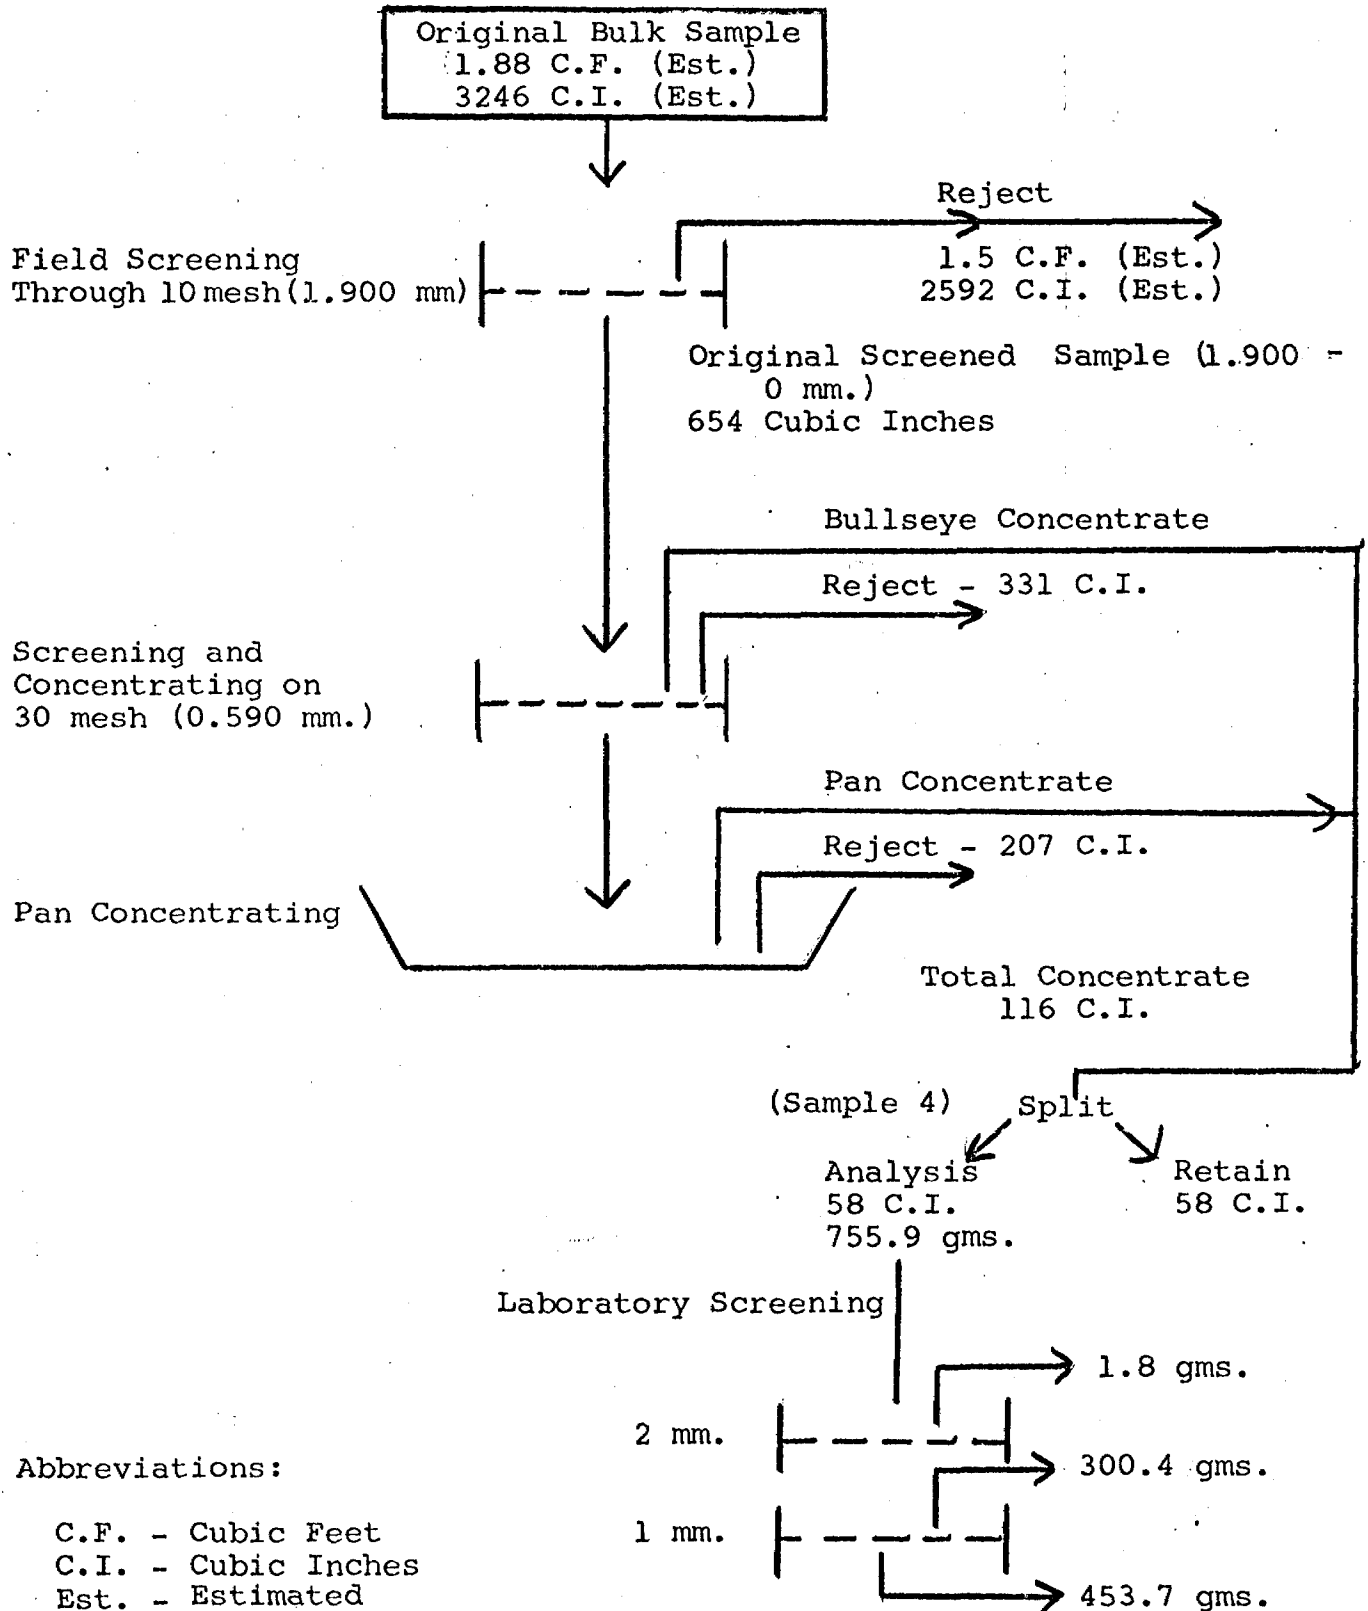 Original Bulk Sample
1.88 C.F. (Est.)
3246 C.I. (Est.)
Reject
1.5 C.F. (Est.)
2592 C.I. (Est.)
Field Screening
Through 10 mesh (1.900 mm)
Original Screened Sample (1.900 -
0 mm.)
654 Cubic Inches
Bullseye Concentrate
Reject - 331 C.I.
Screening and
Concentrating on
30 mesh (0.590 mm.)
Pan Concentrate
Reject - 207 C.I.
Pan Concentrating
Total Concentrate
116 C.I.
(Sample 4)
Split
Analysis
58 C.I.
755.9 gms.
Retain
58 C.I.
Laboratory Screening
1.8 gms.
2 mm.
300.4 gms.
1 mm.
453.7 gms.
Abbreviations:
C.F. - Cubic Feet
C.I. - Cubic Inches
Est. - Estimated